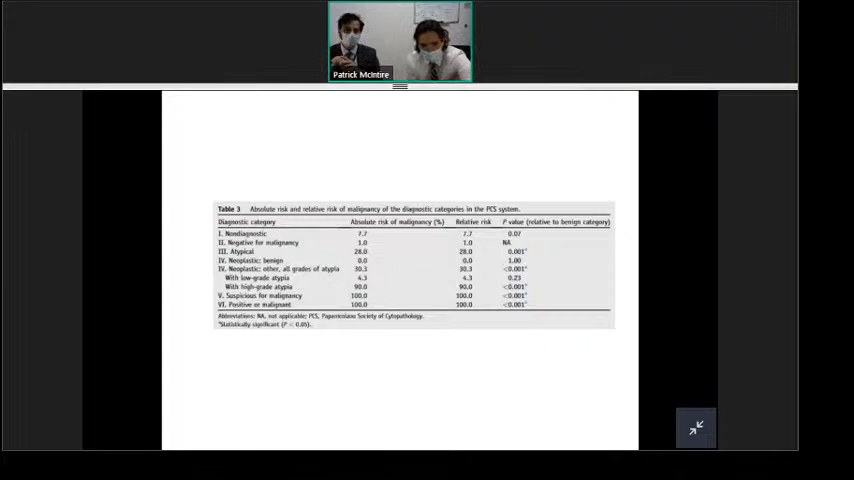 Patrick McIntire
Table 3 Absolute risk and relative risk of malignancy of the diagnostic categories in the PCS system.
Diagnostic category Absolute risk of malignancy (%) Relative risk P value (relative to benign category)
I. Nondiagnostic 7.7 7.7 0.07
II. Negative for malignancy 1.0 1.0 NA
III. Atypical 28.0 28.0 0.001*
IV. Neoplastic: benign 0.0 0.0 1.00
IV. Neoplastic: other, all grades of atypia 30.3 30.3 <0.001*
With low-grade atypia 4.3 4.3 0.23
With high-grade atypia 90.0 90.0 <0.001*
V. Suspicious for malignancy 100.0 100.0 <0.001*
VI. Positive or malignant 100.0 100.0 <0.001*
Abbreviations: NA, not applicable; PCS, Papanicolaou Society of Cytopathology.
*Statistically significant (P < 0.05).